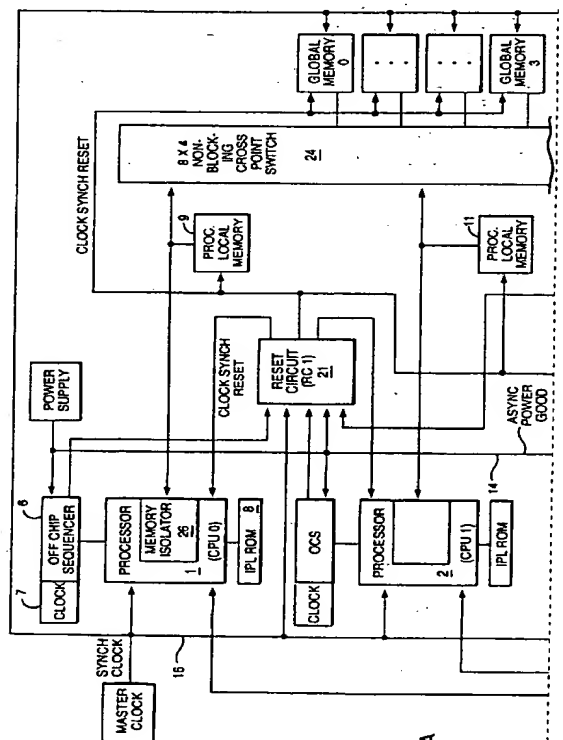 CLOCK SYNCH RESET
GLOBAL
MEMORY
0
. . .
. . .
GLOBAL
MEMORY
3
8 X 4
NON-
BLOCK-
ING
CROSS
POINT
SWITCH
24
9
PROC.
LOCAL
MEMORY
11
PROC.
LOCAL
MEMORY
POWER
SUPPLY
CLOCK SYNCH
RESET
RESET
CIRCUIT
(RC 1)
21
ASYNC
POWER
GOOD
14
7
6
CLOCK
OFF CHIP
SEQUENCER
PROCESSOR
MEMORY
ISOLATOR
26
1
(CPU 0)
IPL ROM 8
CLOCK
OCS
PROCESSOR
2
(CPU 1)
IPL ROM
SYNCH
CLOCK
15
MASTER
CLOCK
A